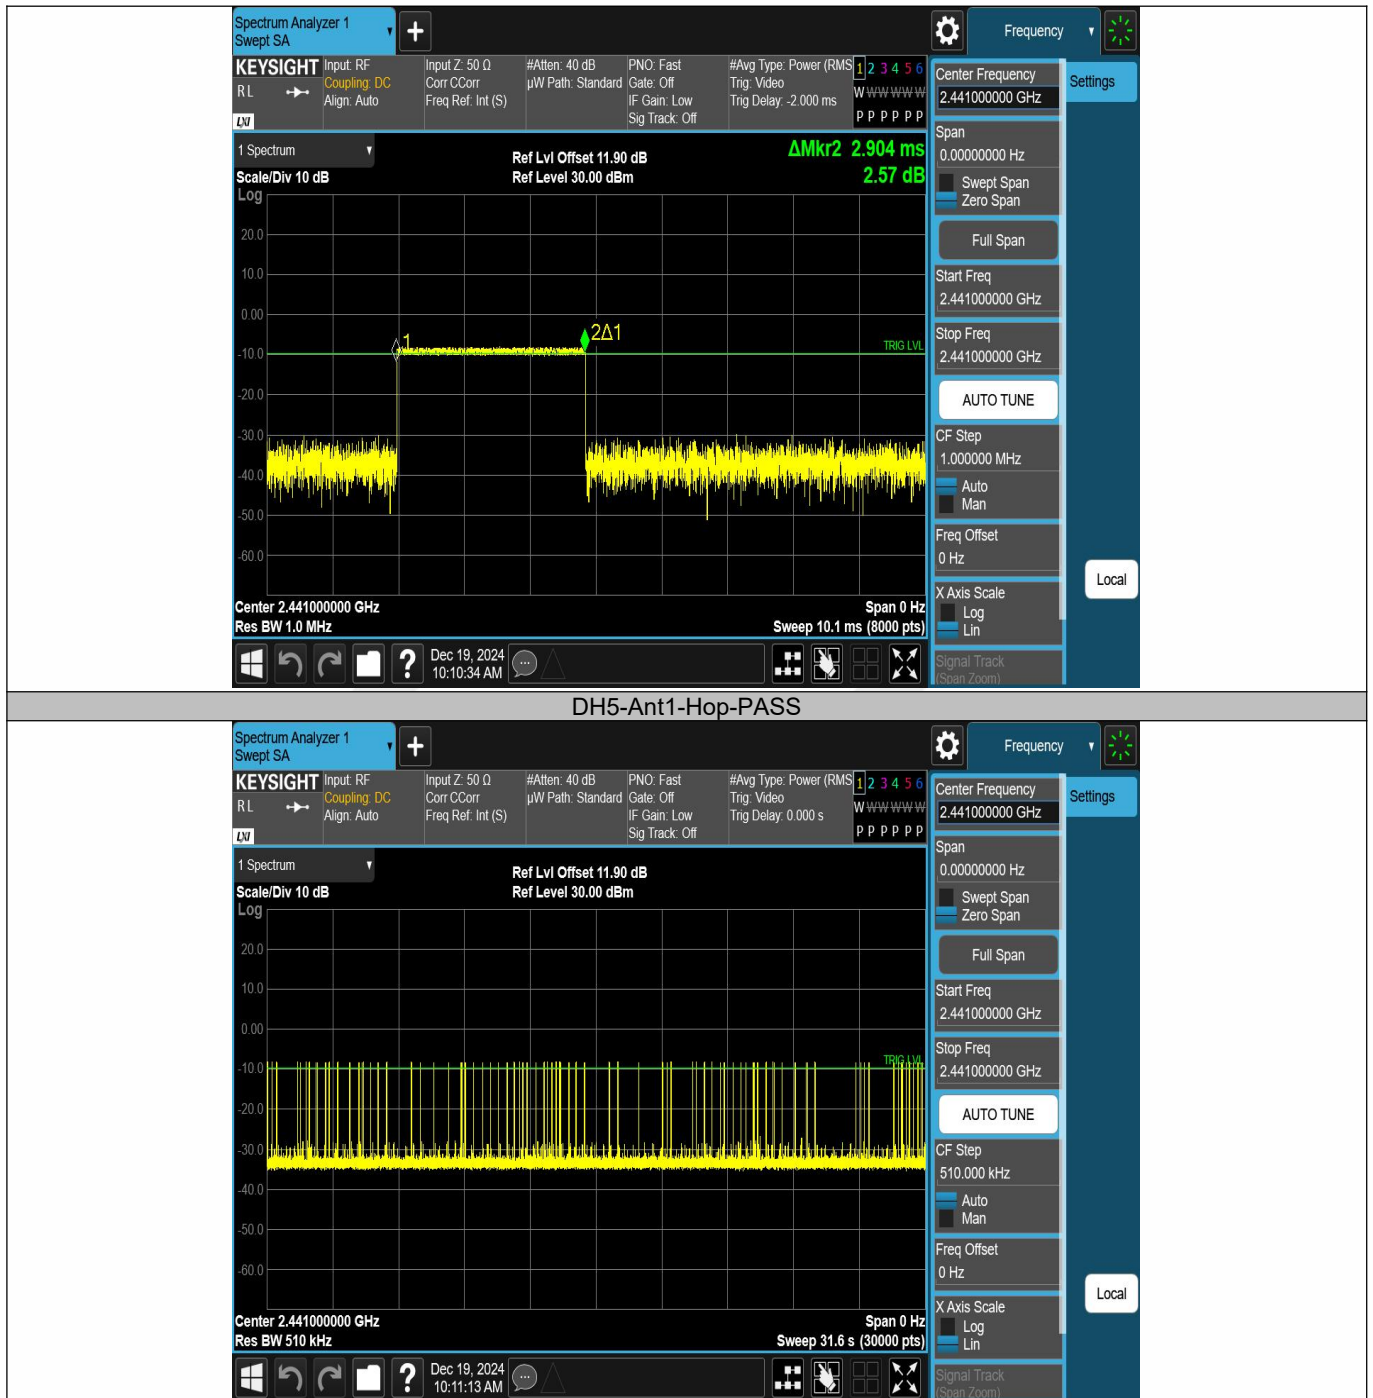 Spectrum Analyzer 1
Swept SA
+
Frequency
KEYSIGHT
RL
LXI
Input: RF
Coupling: DC
Align: Auto
Input Z: 50 Ω
Corr CCorr
Freq Ref: Int (S)
#Atten: 40 dB
µW Path: Standard
PNO: Fast
Gate: Off
IF Gain: Low
Sig Track: Off
#Avg Type: Power (RMS
Trig: Video
Trig Delay: -2.000 ms
1 2 3 4 5 6
W W W W W W
P P P P P P
1 Spectrum
Scale/Div 10 dB
Log
Ref Lvl Offset 11.90 dB
Ref Level 30.00 dBm
ΔMkr2 2.904 ms
2.57 dB
20.0
10.0
0.00
-10.0
-20.0
-30.0
-40.0
-50.0
-60.0
1
2Δ1
TRIG LVL
Center 2.441000000 GHz
Res BW 1.0 MHz
Span 0 Hz
Sweep 10.1 ms (8000 pts)
Center Frequency
2.441000000 GHz
Settings
Span
0.00000000 Hz
Swept Span
Zero Span
Full Span
Start Freq
2.441000000 GHz
Stop Freq
2.441000000 GHz
AUTO TUNE
CF Step
1.000000 MHz
Auto
Man
Freq Offset
0 Hz
X Axis Scale
Log
Lin
Local
Signal Track
(Span Zoom)
?
Dec 19, 2024
10:10:34 AM
DH5-Ant1-Hop-PASS
Spectrum Analyzer 1
Swept SA
+
Frequency
KEYSIGHT
RL
LXI
Input: RF
Coupling: DC
Align: Auto
Input Z: 50 Ω
Corr CCorr
Freq Ref: Int (S)
#Atten: 40 dB
µW Path: Standard
PNO: Fast
Gate: Off
IF Gain: Low
Sig Track: Off
#Avg Type: Power (RMS
Trig: Video
Trig Delay: 0.000 s
1 2 3 4 5 6
W W W W W W
P P P P P P
1 Spectrum
Scale/Div 10 dB
Log
Ref Lvl Offset 11.90 dB
Ref Level 30.00 dBm
20.0
10.0
0.00
-10.0
-20.0
-30.0
-40.0
-50.0
-60.0
TRIG LVL
Center 2.441000000 GHz
Res BW 510 kHz
Span 0 Hz
Sweep 31.6 s (30000 pts)
Center Frequency
2.441000000 GHz
Settings
Span
0.00000000 Hz
Swept Span
Zero Span
Full Span
Start Freq
2.441000000 GHz
Stop Freq
2.441000000 GHz
AUTO TUNE
CF Step
510.000 kHz
Auto
Man
Freq Offset
0 Hz
X Axis Scale
Log
Lin
Local
Signal Track
(Span Zoom)
?
Dec 19, 2024
10:11:13 AM